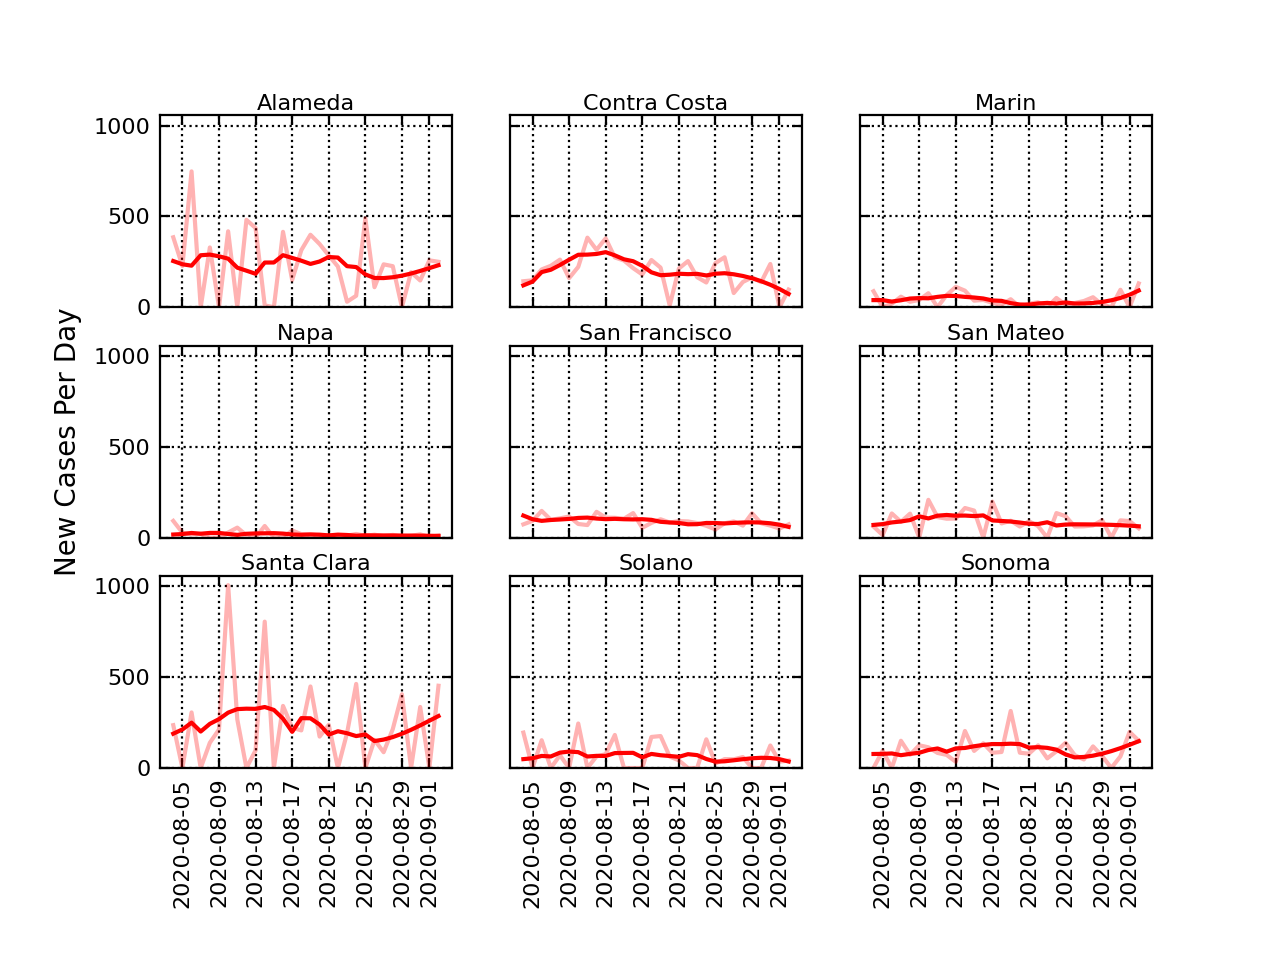 Alameda Contra Costa Marin
1000
500
0
Napa San Francisco San Mateo
1000
500
0
New Cases Per Day
Santa Clara Solano Sonoma
1000
500
0
2020-08-05 2020-08-09 2020-08-13 2020-08-17 2020-08-21 2020-08-25 2020-08-29 2020-09-01
2020-08-05 2020-08-09 2020-08-13 2020-08-17 2020-08-21 2020-08-25 2020-08-29 2020-09-01
2020-08-05 2020-08-09 2020-08-13 2020-08-17 2020-08-21 2020-08-25 2020-08-29 2020-09-01